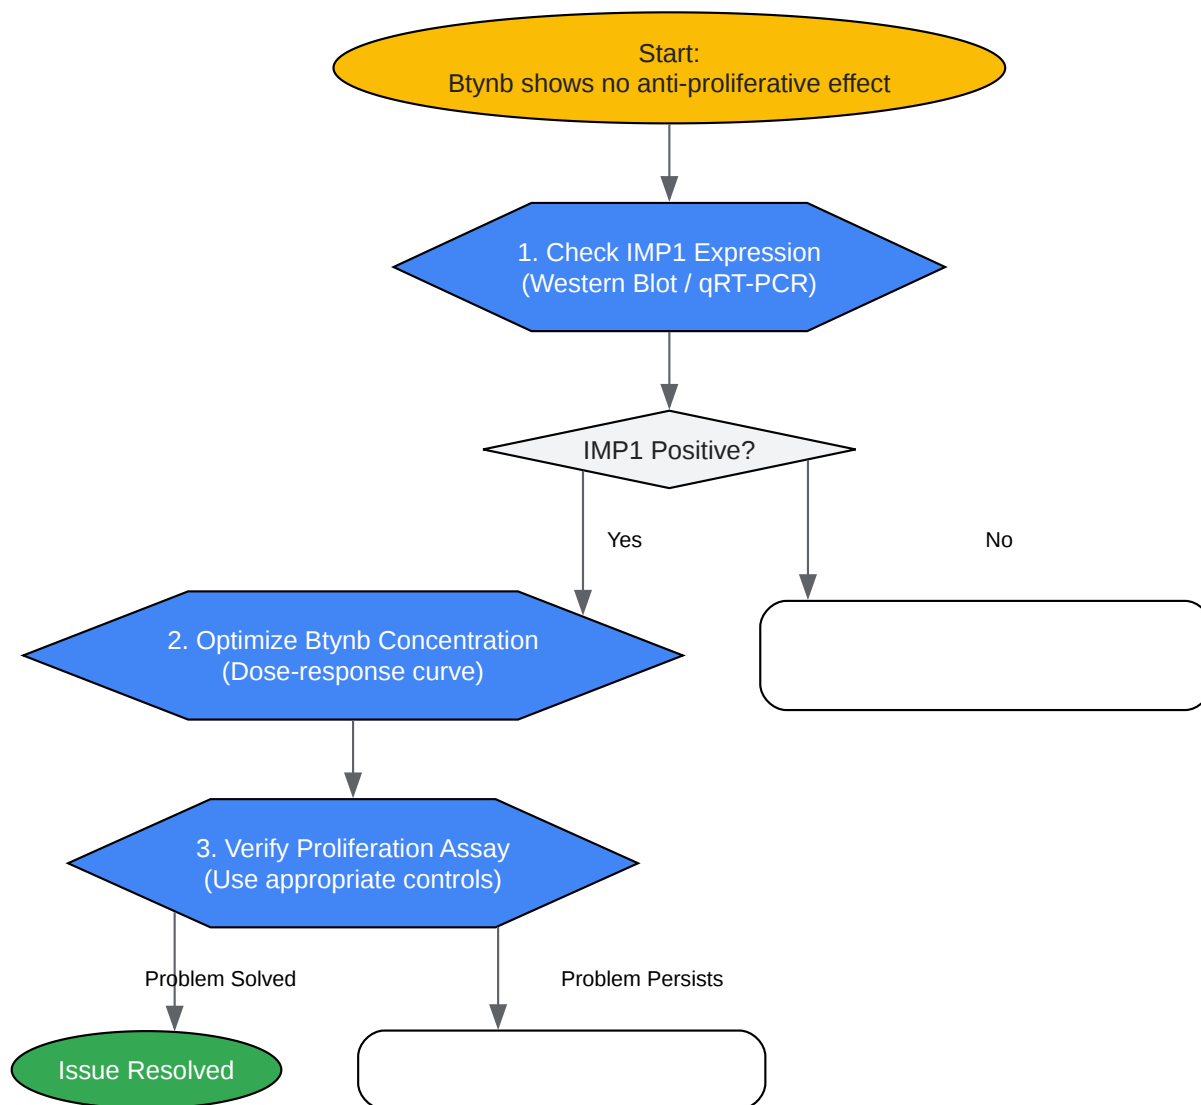 Start:
Btynb shows no anti-proliferative effect
1. Check IMP1 Expression
(Western Blot / qRT-PCR)
IMP1 Positive?
Yes
No
2. Optimize Btynb Concentration
(Dose-response curve)
3. Verify Proliferation Assay
(Use appropriate controls)
Problem Solved
Problem Persists
Issue Resolved